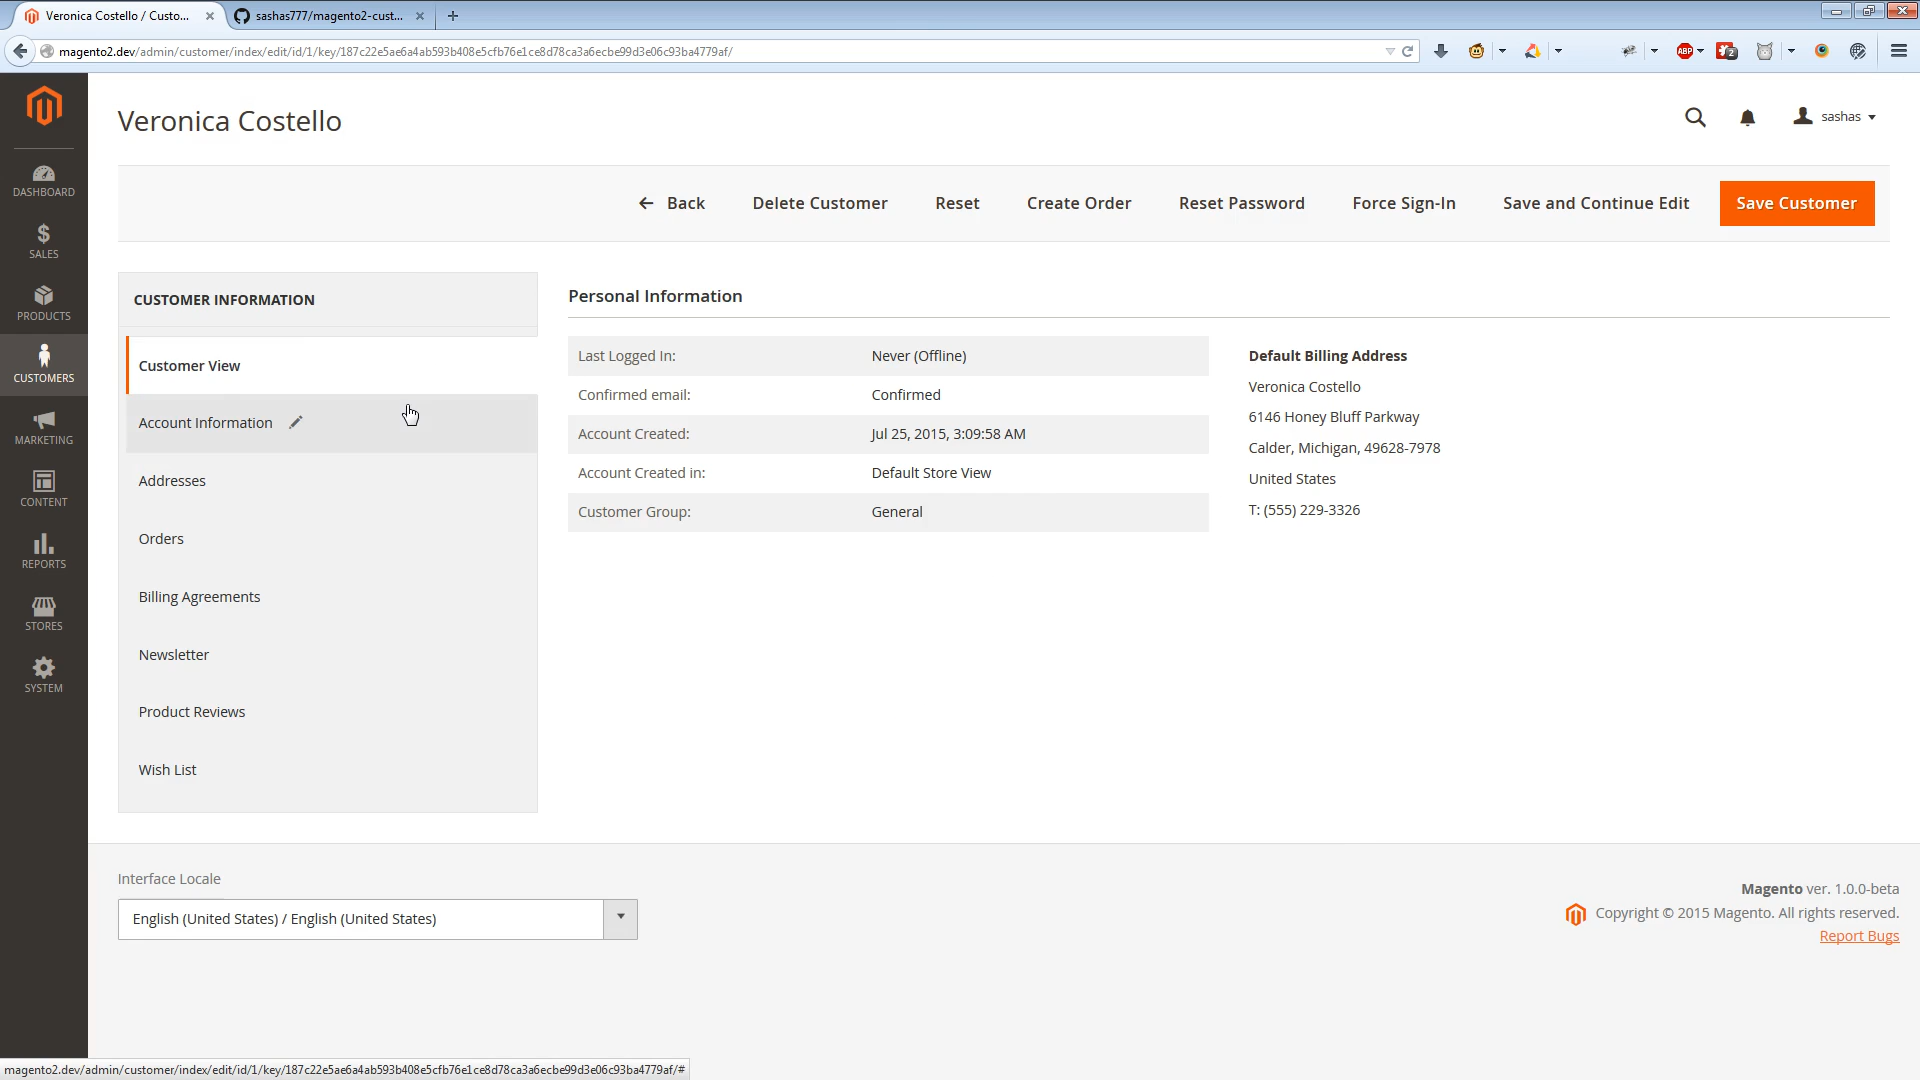 Veronica Costello / Custo...
sashas777/magento2-cust...
magento2.dev/admin/customer/index/edit/id/1/key/187c22e5ae6a4ab593b408e5cfb76e1ce8d78ca3a6ecbe99d3e06c93ba4779af/
ABP
2
Veronica Costello
sashas
Back
Delete Customer
Reset
Create Order
Reset Password
Force Sign-In
Save and Continue Edit
Save Customer
DASHBOARD
SALES
PRODUCTS
CUSTOMERS
MARKETING
CONTENT
REPORTS
STORES
SYSTEM
CUSTOMER INFORMATION
Customer View
Account Information
Addresses
Orders
Billing Agreements
Newsletter
Product Reviews
Wish List
Personal Information
Last Logged In: Never (Offline)
Confirmed email: Confirmed
Account Created: Jul 25, 2015, 3:09:58 AM
Account Created in: Default Store View
Customer Group: General
Default Billing Address
Veronica Costello
6146 Honey Bluff Parkway
Calder, Michigan, 49628-7978
United States
T: (555) 229-3326
Interface Locale
English (United States) / English (United States)
Magento ver. 1.0.0-beta
Copyright © 2015 Magento. All rights reserved.
Report Bugs
magento2.dev/admin/customer/index/edit/id/1/key/187c22e5ae6a4ab593b408e5cfb76e1ce8d78ca3a6ecbe99d3e06c93ba4779af/#